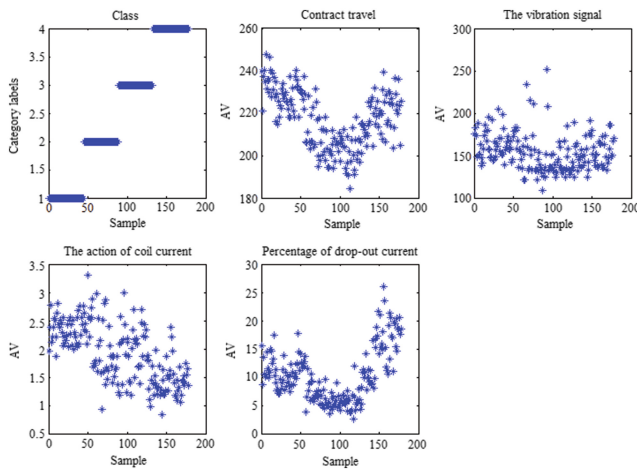 Class
Category labels
4
3.5
3
2.5
2
1.5
1
0 50 100 150 200
Sample
Contract travel
AV
260
240
220
200
180
0 50 100 150 200
Sample
The vibration signal
AV
300
250
200
150
100
0 50 100 150 200
Sample
The action of coil current
AV
3.5
3
2.5
2
1.5
1
0.5
0 50 100 150 200
Sample
Percentage of drop-out current
AV
30
25
20
15
10
5
0
0 50 100 150 200
Sample